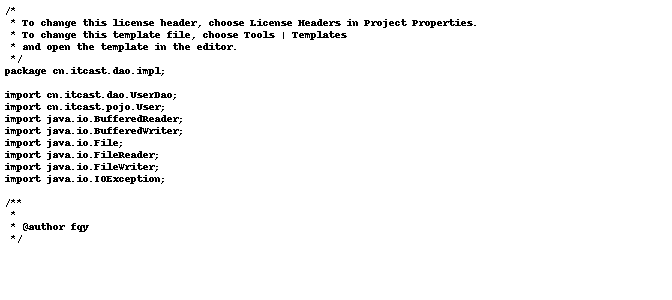 /*
 * To change this license header, choose License Headers in Project Properties.
 * To change this template file, choose Tools | Templates
 * and open the template in the editor.
 */
package cn.itcast.dao.impl;

import cn.itcast.dao.UserDao;
import cn.itcast.pojo.User;
import java.io.BufferedReader;
import java.io.BufferedWriter;
import java.io.File;
import java.io.FileReader;
import java.io.FileWriter;
import java.io.IOException;

/**
 *
 * @author fqy
 */